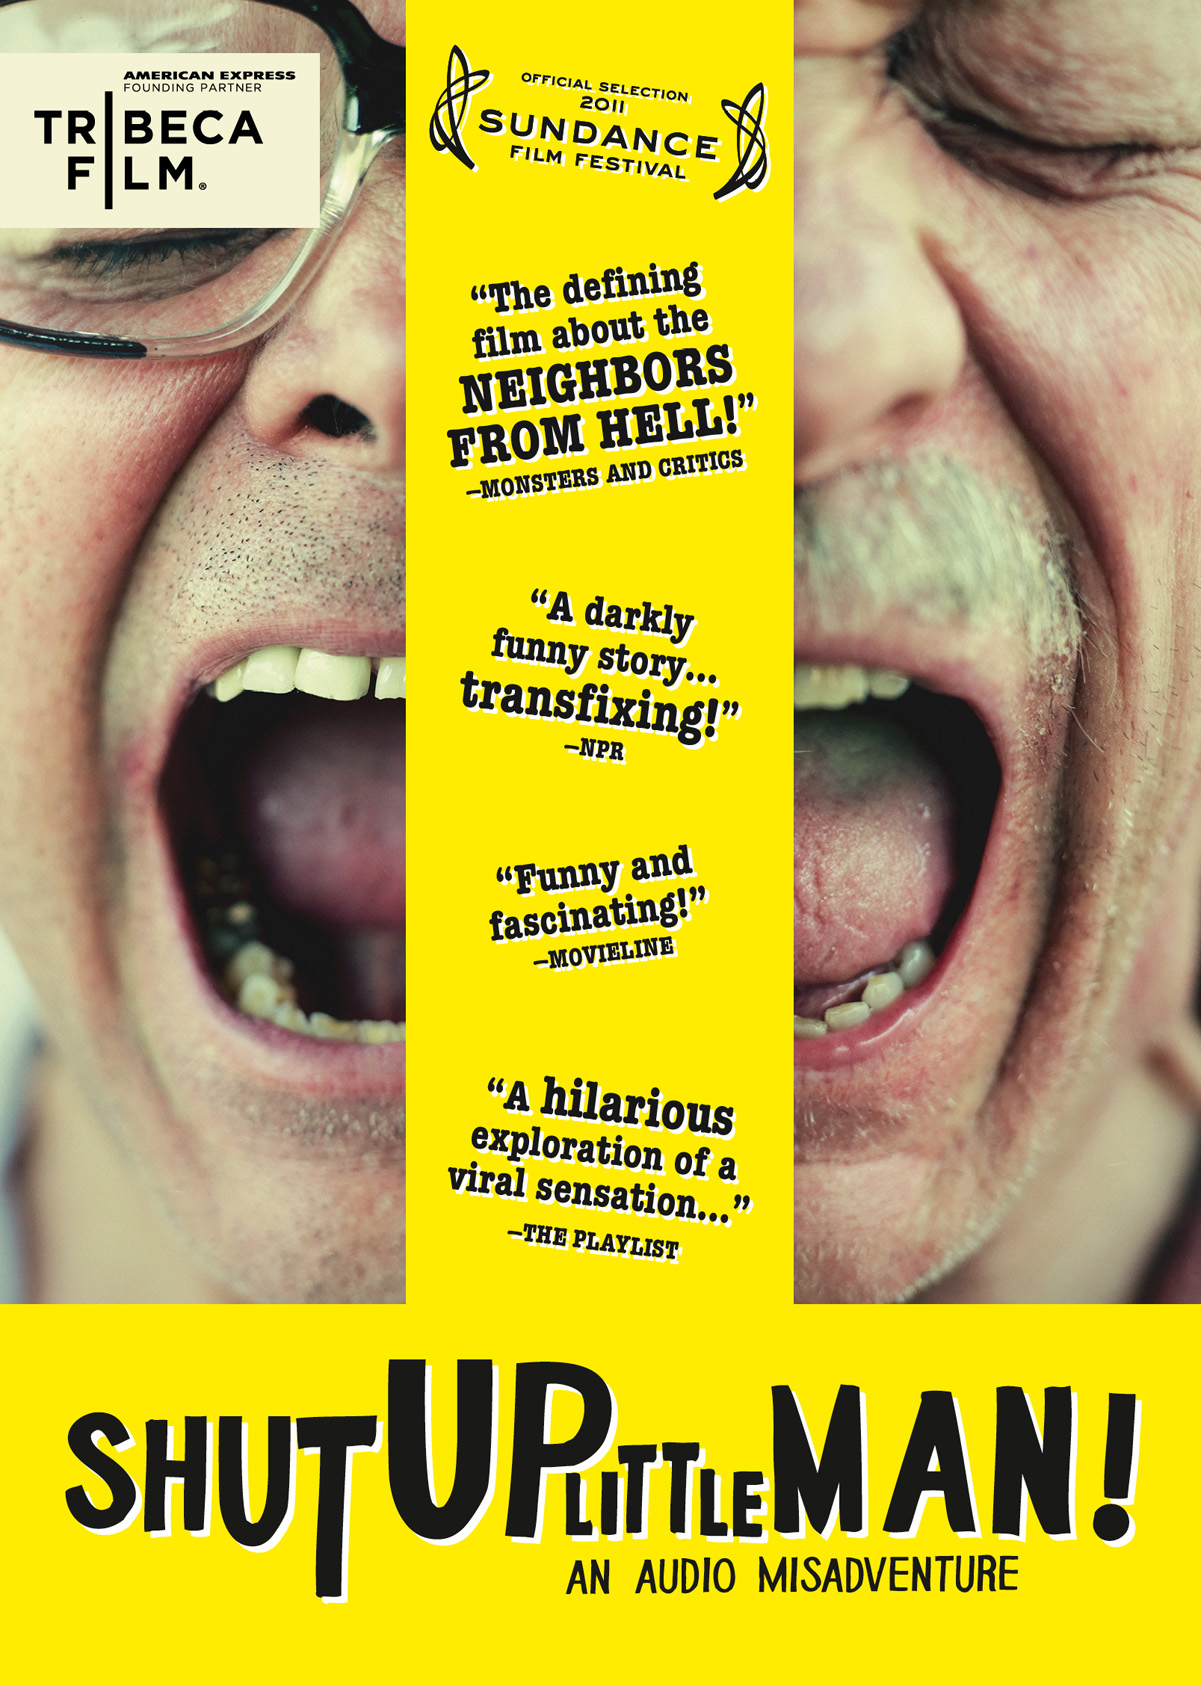 AMERICAN EXPRESS
FOUNDING PARTNER
TRIBECA
FILM®
OFFICIAL SELECTION
2011
SUNDANCE
FILM FESTIVAL
“The defining
film about the
NEIGHBORS
FROM HELL!”
–MONSTERS AND CRITICS
“A darkly
funny story...
transfixing!”
–NPR
“Funny and
fascinating!”
–MOVIELINE
“A hilarious
exploration of a
viral sensation...”
–THE PLAYLIST
SHUT UP LITTLE MAN!
AN AUDIO MISADVENTURE